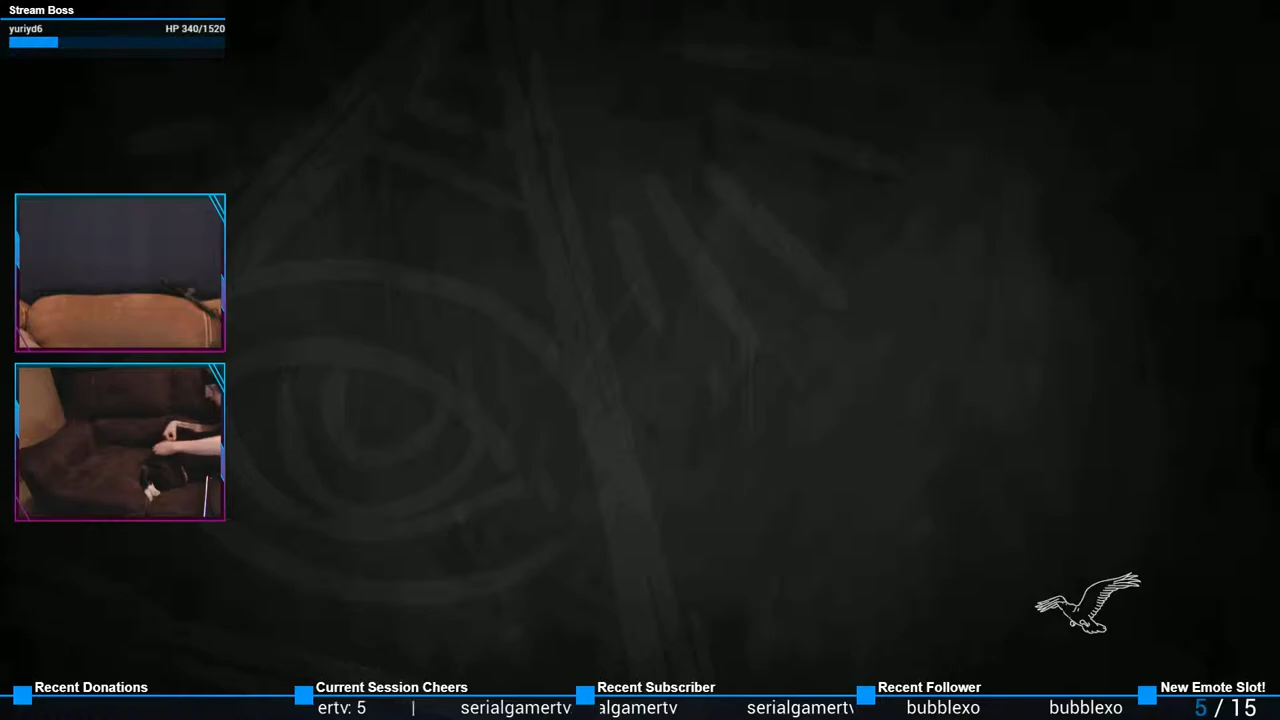 Stream Boss
yuriyd6 HP 340/1520
Recent Donations Current Session Cheers Recent Subscriber Recent Follower New Emote Slot!
ertv: 5 | serialgamertv algamertv serialgamertv bubblexo bubblexo 5 / 15